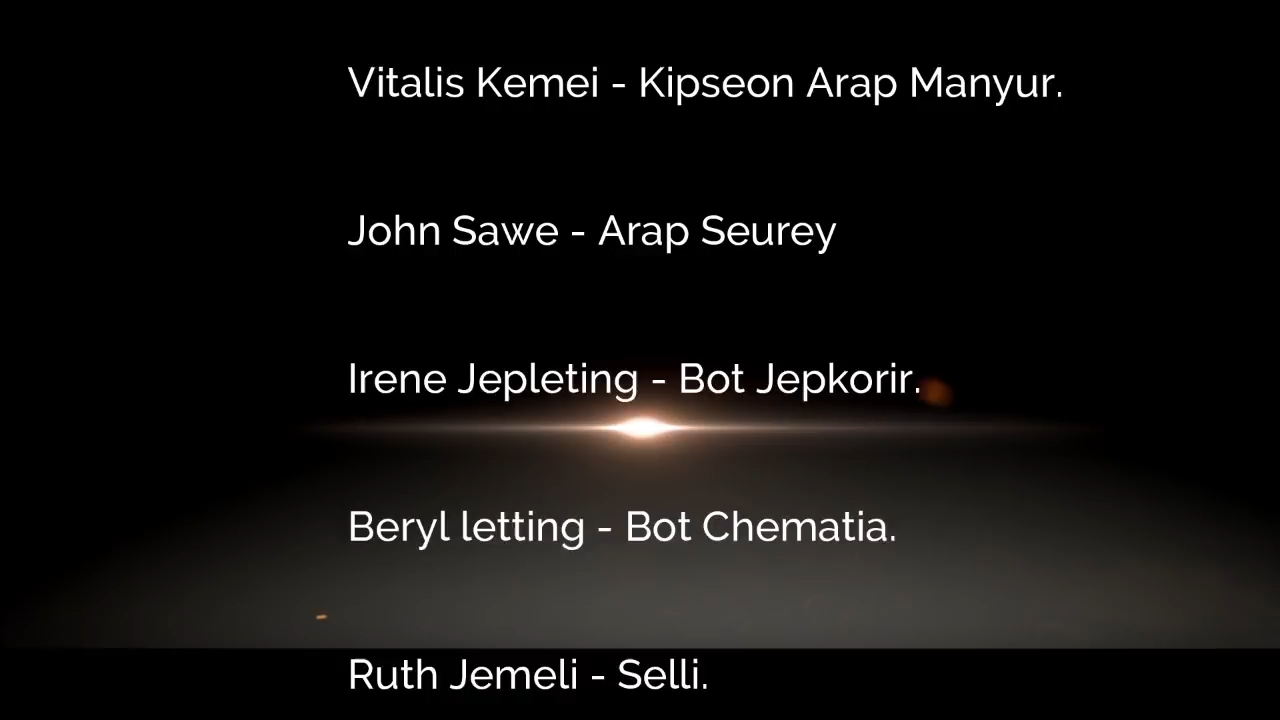 Vitalis Kemei - Kipseon Arap Manyur.
John Sawe - Arap Seurey
Irene Jepleting - Bot Jepkorir.
Beryl letting - Bot Chematia.
Ruth Jemeli - Selli.